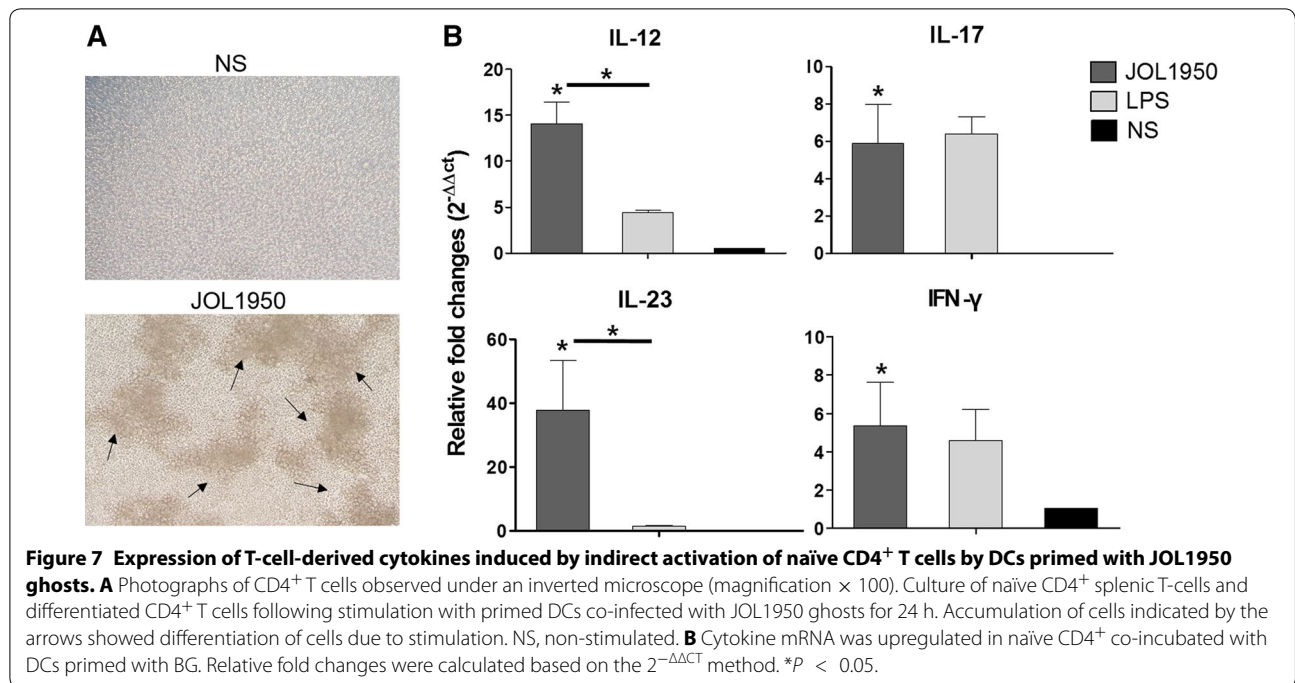 A
NS
JOL1950
B
Relative fold changes (2^-ΔΔct)
IL-12
20
15
10
5
0
*
*
IL-17
10
8
6
4
2
0
*
JOL1950
LPS
NS
IL-23
60
40
20
0
*
*
IFN-γ
10
8
6
4
2
0
*
Figure 7 Expression of T-cell-derived cytokines induced by indirect activation of naïve CD4⁺ T cells by DCs primed with JOL1950
ghosts. A Photographs of CD4⁺ T cells observed under an inverted microscope (magnification × 100). Culture of naïve CD4⁺ splenic T-cells and
differentiated CD4⁺ T cells following stimulation with primed DCs co-infected with JOL1950 ghosts for 24 h. Accumulation of cells indicated by the
arrows showed differentiation of cells due to stimulation. NS, non-stimulated. B Cytokine mRNA was upregulated in naïve CD4⁺ co-incubated with
DCs primed with BG. Relative fold changes were calculated based on the 2^−ΔΔCT method. *P < 0.05.